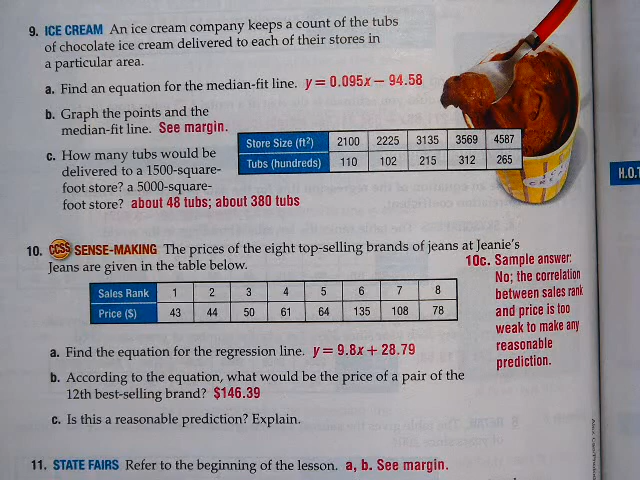 9. ICE CREAM An ice cream company keeps a count of the tubs
of chocolate ice cream delivered to each of their stores in
a particular area.
a. Find an equation for the median-fit line. y = 0.095x − 94.58
b. Graph the points and the
median-fit line. See margin.
Store Size (ft²) 2100 2225 3135 3569 4587
Tubs (hundreds) 110 102 215 312 265
c. How many tubs would be
delivered to a 1500-square-
foot store? a 5000-square-
foot store? about 48 tubs; about 380 tubs
H.O.T
10. CCSS SENSE-MAKING The prices of the eight top-selling brands of jeans at Jeanie's
Jeans are given in the table below.
Sales Rank 1 2 3 4 5 6 7 8
Price ($) 43 44 50 61 64 135 108 78
10c. Sample answer:
No; the correlation
between sales rank
and price is too
weak to make any
reasonable
prediction.
a. Find the equation for the regression line. y = 9.8x + 28.79
b. According to the equation, what would be the price of a pair of the
12th best-selling brand? $146.39
c. Is this a reasonable prediction? Explain.
11. STATE FAIRS Refer to the beginning of the lesson. a, b. See margin.